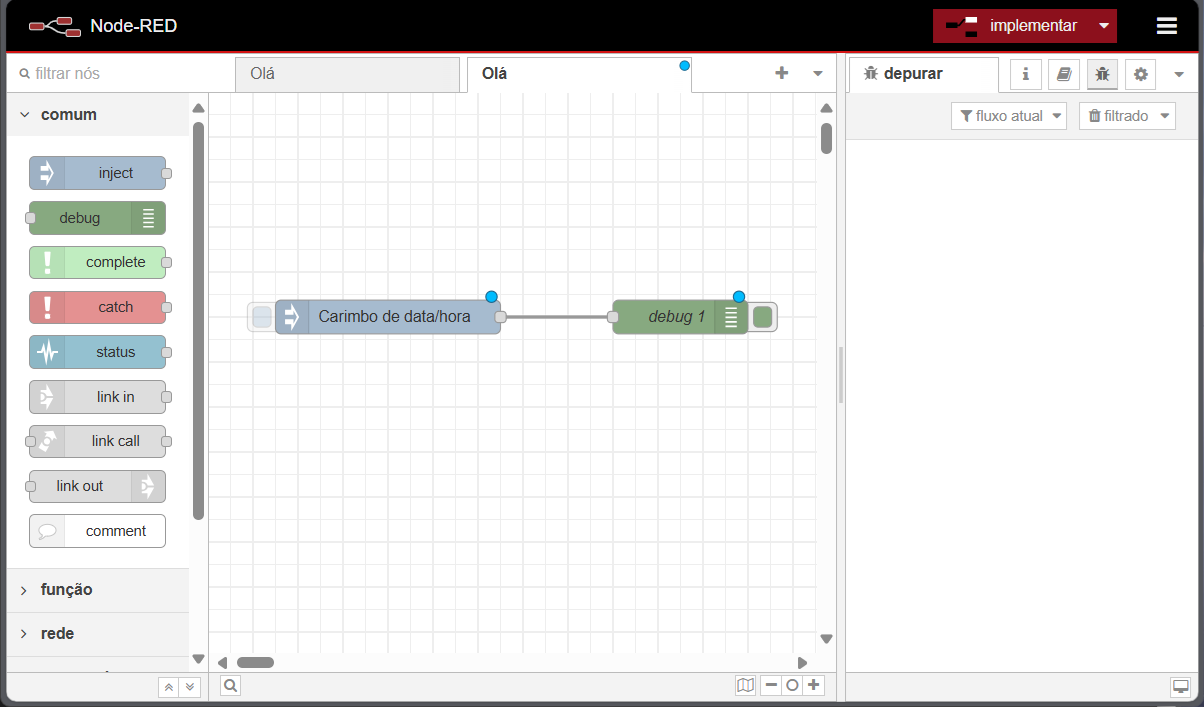 Node-RED
implementar
filtrar nós
Olá
Olá
depurar
fluxo atual
filtrado
comum
inject
debug
complete
catch
status
link in
link call
link out
comment
função
rede
Carimbo de data/hora
debug 1